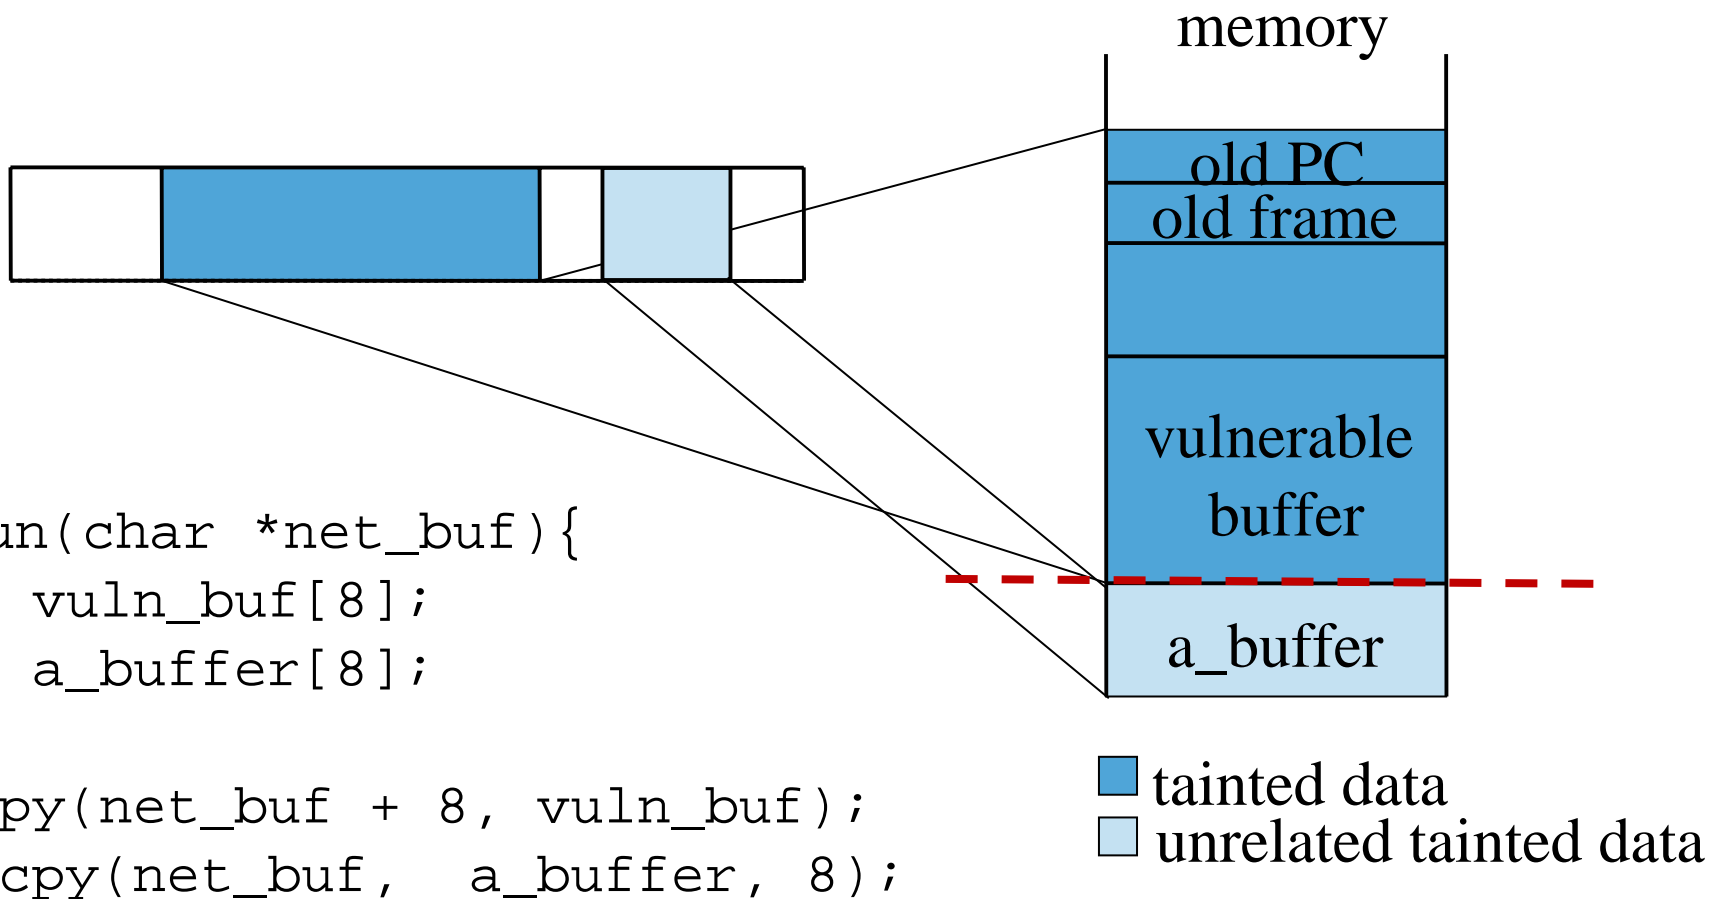 memory
old PC
old frame
vulnerable
buffer
a_buffer
un(char *net_buf){
vuln_buf[8];
a_buffer[8];
py(net_buf + 8, vuln_buf);
cpy(net_buf, a_buffer, 8);
tainted data
unrelated tainted data